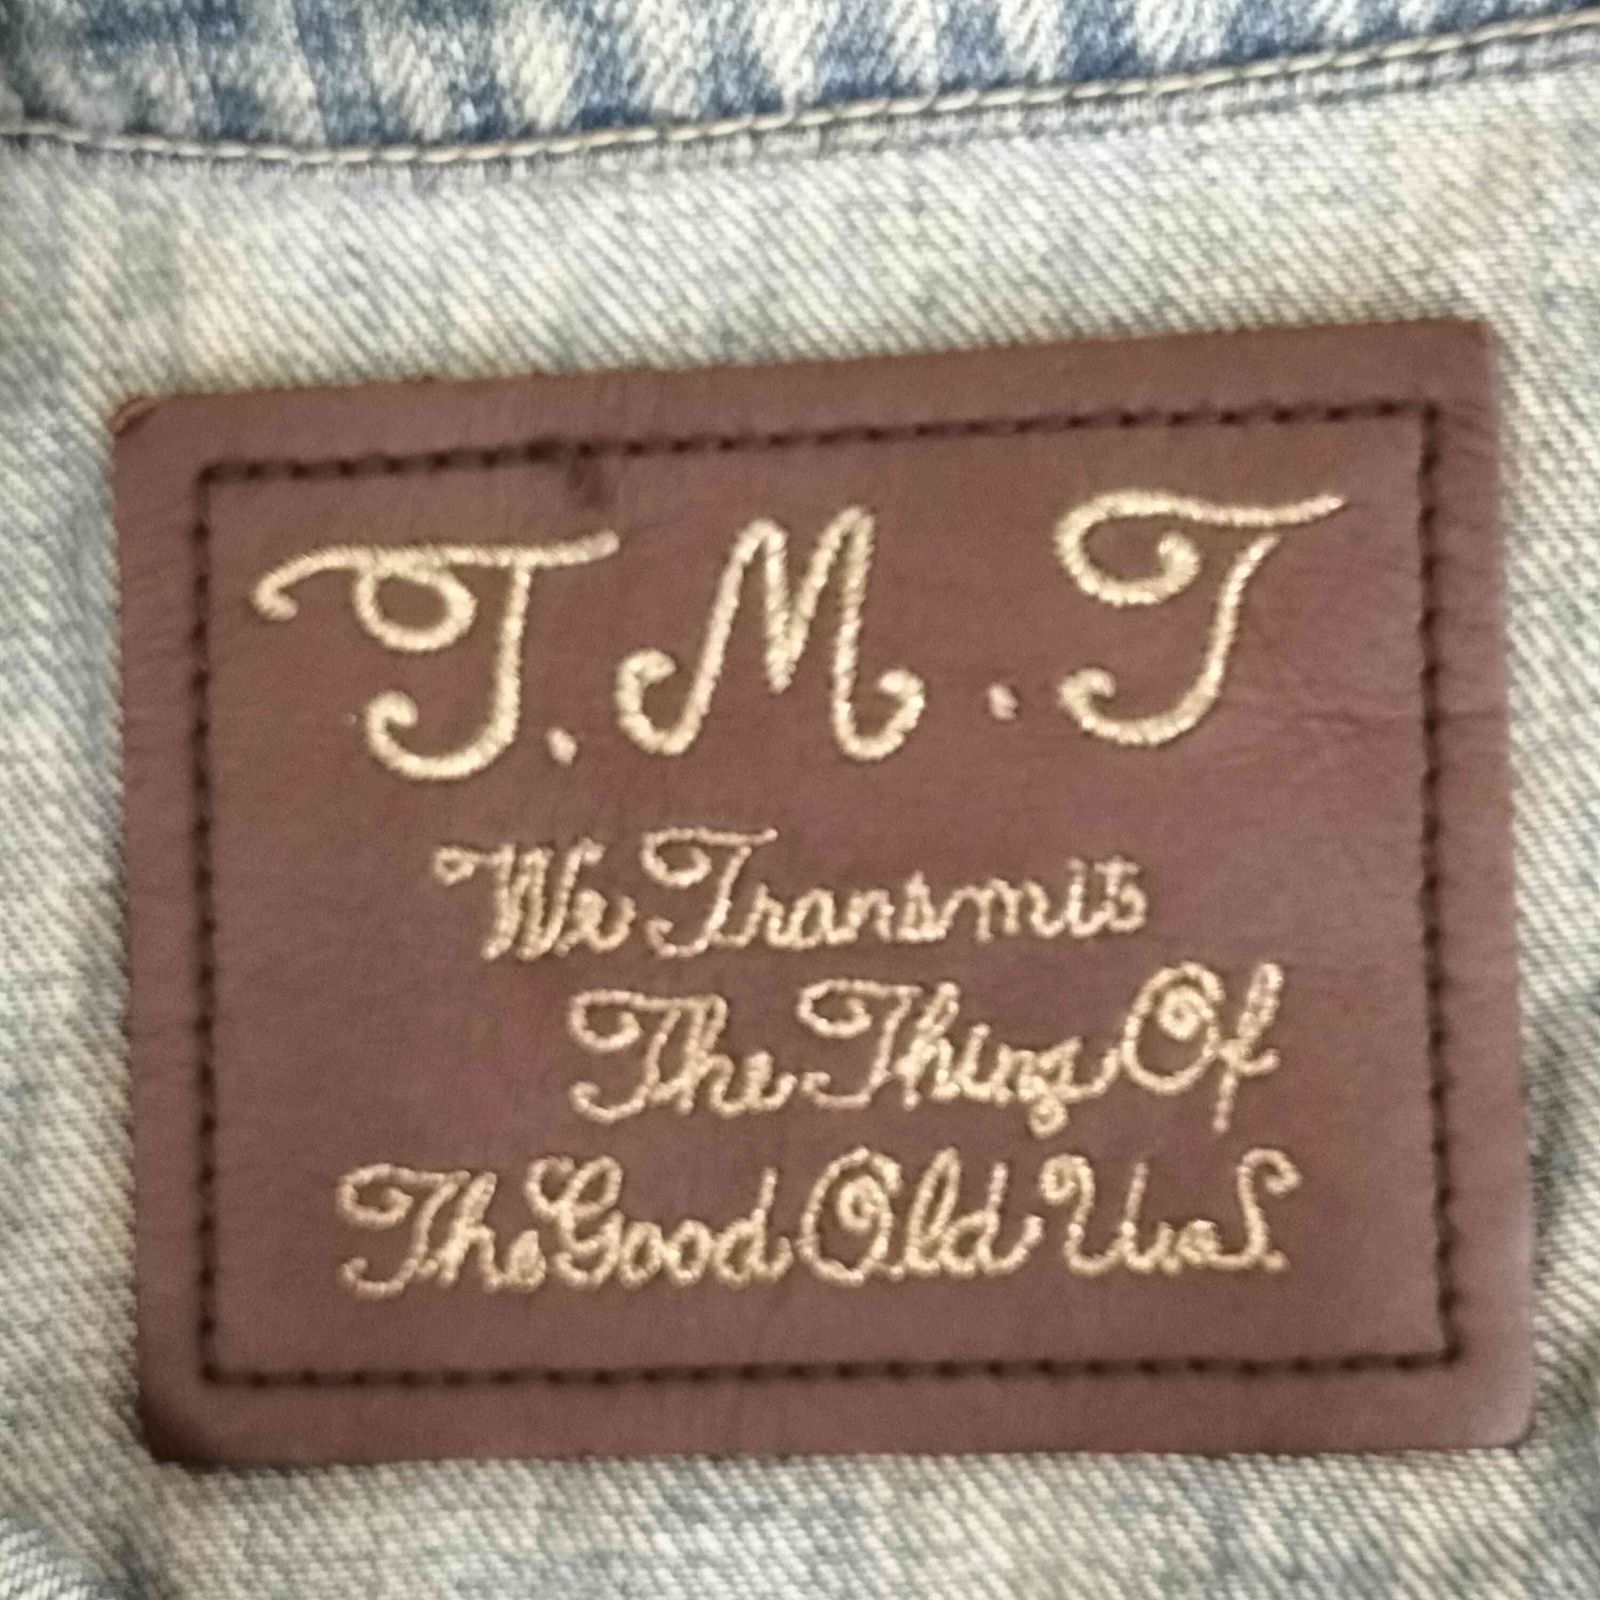 T.M.T
We Transmits
The Thing Of
The Good Old U.S.